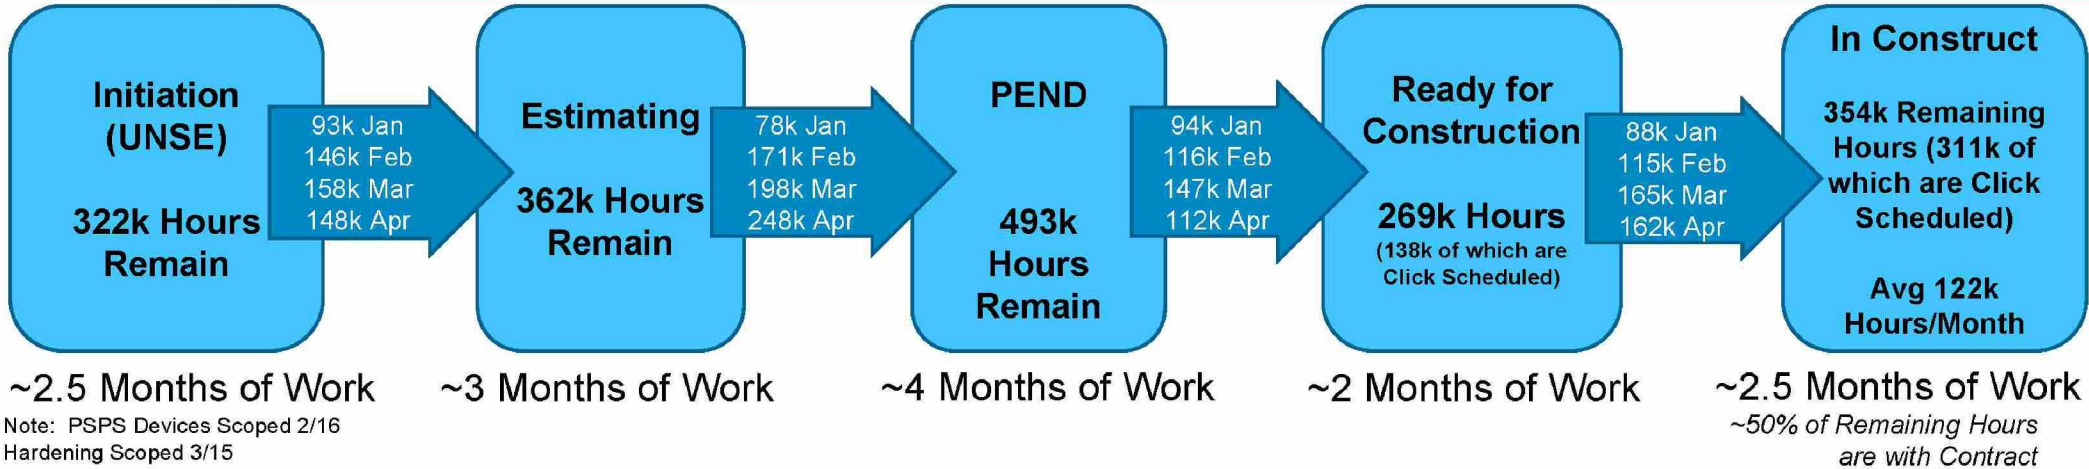 Initiation
(UNSE)
322k Hours
Remain
93k Jan
146k Feb
158k Mar
148k Apr
Estimating
362k Hours
Remain
78k Jan
171k Feb
198k Mar
248k Apr
PEND
493k
Hours
Remain
94k Jan
116k Feb
147k Mar
112k Apr
Ready for
Construction
269k Hours
(138k of which are
Click Scheduled)
88k Jan
115k Feb
165k Mar
162k Apr
In Construct
354k Remaining
Hours (311k of
which are Click
Scheduled)
Avg 122k
Hours/Month
~2.5 Months of Work
~3 Months of Work
~4 Months of Work
~2 Months of Work
~2.5 Months of Work
Note: PSPS Devices Scoped 2/16
Hardening Scoped 3/15
~50% of Remaining Hours
are with Contract